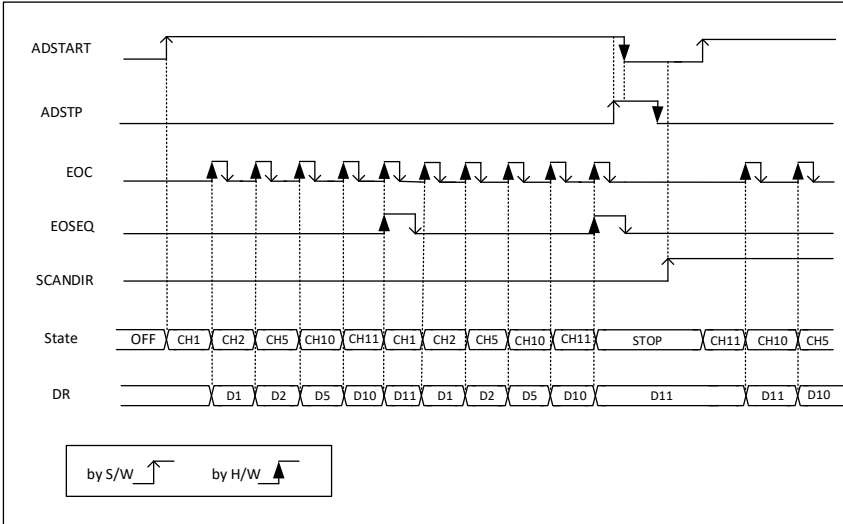 ADSTART
ADSTP
EOC
EOSEQ
SCANDIR
State OFF CH1 CH2 CH5 CH10 CH11 CH1 CH2 CH5 CH10 CH11 STOP CH11 CH10 CH5
DR D1 D2 D5 D10 D11 D1 D2 D5 D10 D11 D11 D10
by S/W by H/W